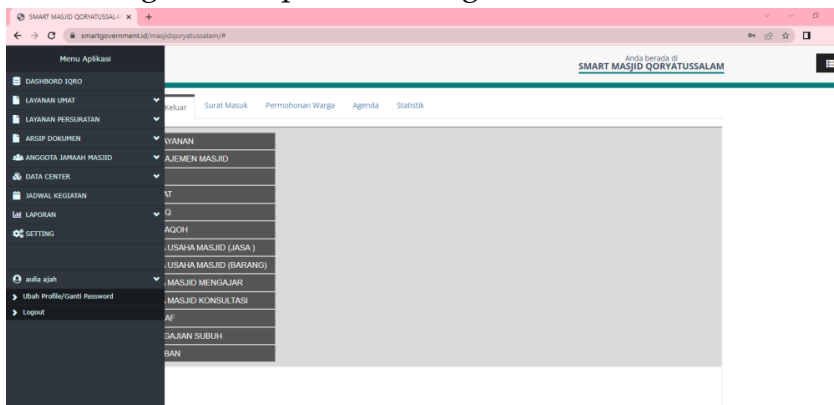 SMART MASJID QORYATUSSALA
smartgovernment.id/masjidqoryatussalam/#
Menu Aplikasi
Anda berada di
SMART MASJID QORYATUSSALAM
DASHBORD IQRO
LAYANAN UMAT
LAYANAN PERSURATAN
ARSIP DOKUMEN
ANGGOTA JAMAAH MASJID
DATA CENTER
JADWAL KEGIATAN
LAPORAN
SETTING
aulia ajah
Ubah Profile/Ganti Password
Logout
Keluar Surat Masuk Permohonan Warga Agenda Statistik
AYANAN
AJEMEN MASJID
AT
Q
AQOH
USAHA MASJID (JASA )
USAHA MASJID (BARANG)
MASJID MENGAJAR
MASJID KONSULTASI
AF
GAJIAN SUBUH
BAN